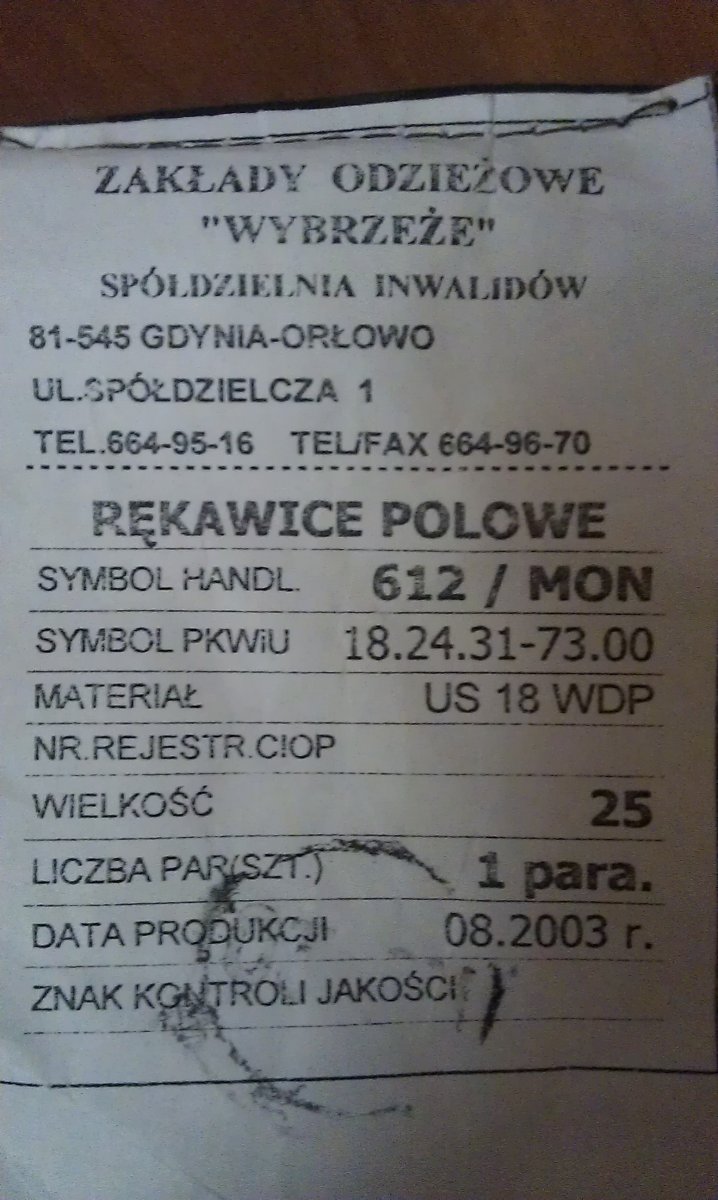 ZAKŁADY ODZIEŻOWE
"WYBRZEŻE"
SPÓŁDZIELNIA INWALIDÓW
81-545 GDYNIA-ORŁOWO
UL.SPÓŁDZIELCZA 1
TEL.664-95-16 TEL/FAX 664-96-70
RĘKAWICE POLOWE
SYMBOL HANDL. 612 / MON
SYMBOL PKWiU 18.24.31-73.00
MATERIAŁ US 18 WDP
NR.REJESTR.CIOP
WIELKOŚĆ 25
LICZBA PAR(SZT.) 1 para.
DATA PRODUKCJI 08.2003 r.
ZNAK KONTROLI JAKOŚCI